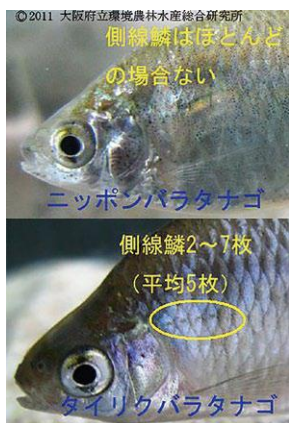 ©2011 大阪府立環境農林水産総合研究所
側線鱗はほとんど
の場合ない
ニッポンバラタナゴ
側線鱗2～7枚
（平均5枚）
タイリクバラタナゴ